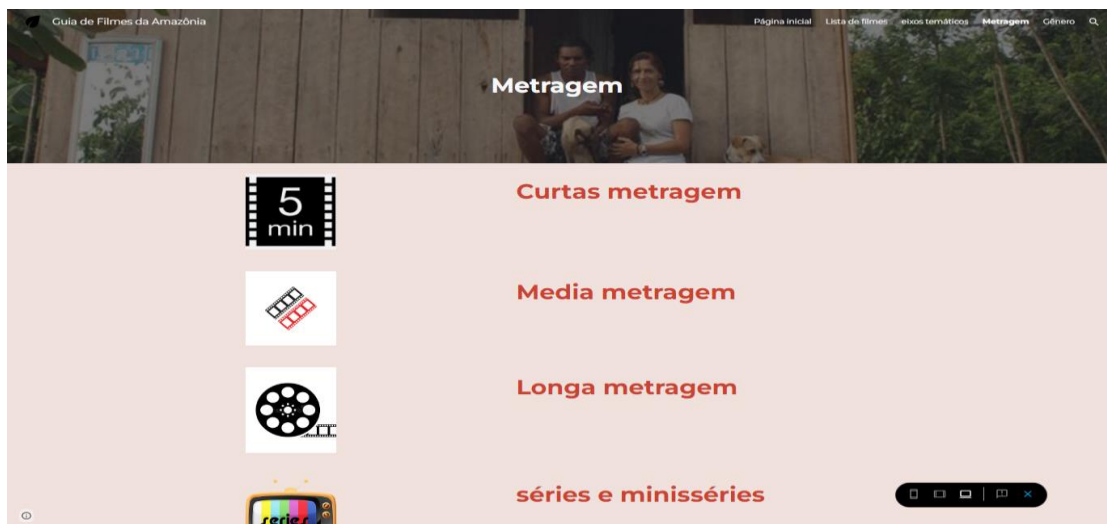 Guia de Filmes da Amazônia
Página inicial Lista de filmes eixos temáticos Metragem Gênero
Metragem
5
min
Curtas metragem
Media metragem
Longa metragem
séries e minisséries
series